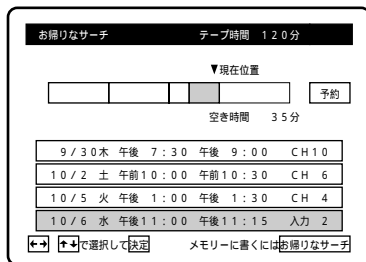 お帰りなサーチ　テープ時間　１２０分
▼現在位置
予約
空き時間　３５分
９/３０木　午後　７：３０　午後　９：００　ＣＨ１０
１０/２　土　午前１０：００　午前１０：３０　ＣＨ　６
１０/５　火　午後　１：００　午後　１：３０　ＣＨ　４
１０/６　水　午後１１：００　午後１１：１５　入力　２
←→　↑↓で選択して決定　メモリーに書くにはお帰りなサーチ